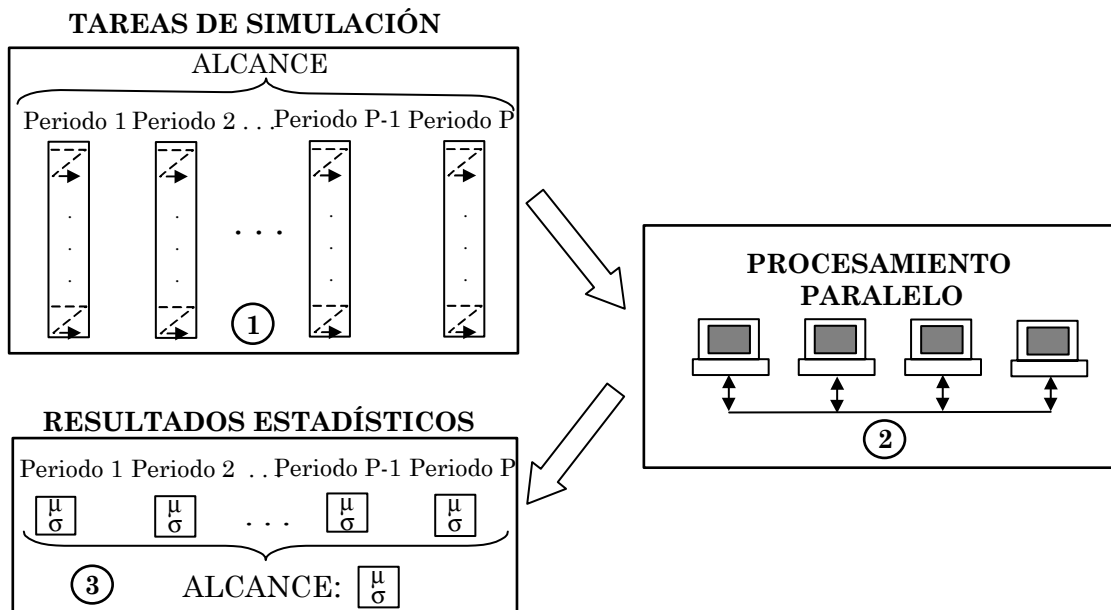 TAREAS DE SIMULACIÓN
ALCANCE
Periodo 1 Periodo 2 . . . Periodo P-1 Periodo P
. . .
1
PROCESAMIENTO
PARALELO
2
RESULTADOS ESTADÍSTICOS
Periodo 1 Periodo 2 . . . Periodo P-1 Periodo P
μ μ μ μ
σ σ . . . σ σ
3
ALCANCE: μ
σ